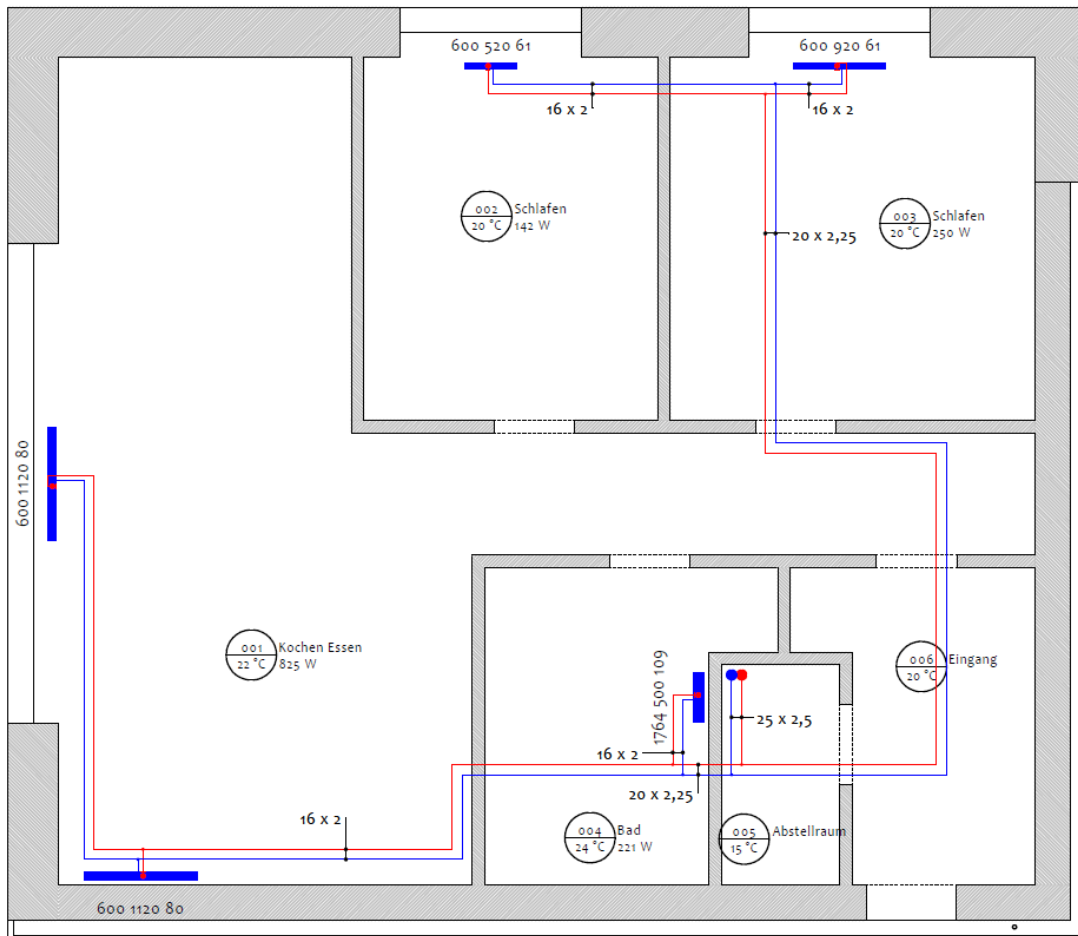 600 520 61
600 920 61
16 x 2
16 x 2
002 Schlafen
20 °C 142 W
003 Schlafen
20 °C 250 W
20 x 2,25
600 1120 80
001 Kochen Essen
22 °C 825 W
006 Eingang
20 °C
1764 500 109
25 x 2,5
16 x 2
20 x 2,25
16 x 2
004 Bad
24 °C 221 W
005 Abstellraum
15 °C
600 1120 80